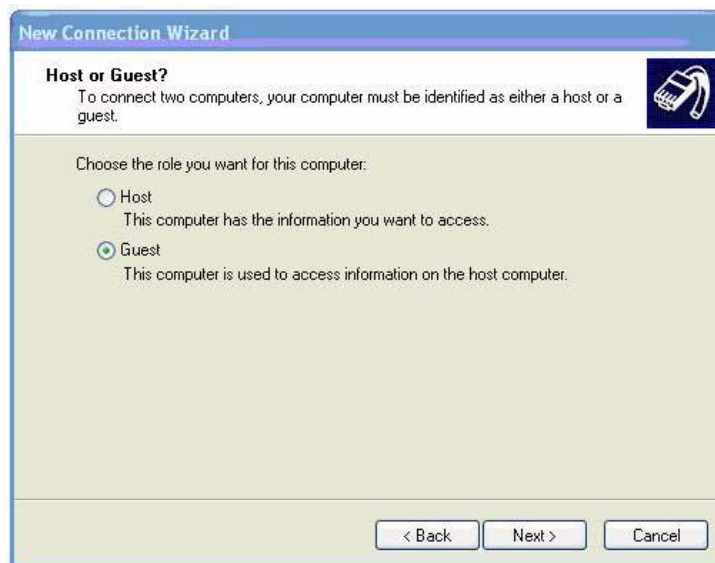 New Connection Wizard
Host or Guest?
To connect two computers, your computer must be identified as either a host or a
guest.
Choose the role you want for this computer:
Host
This computer has the information you want to access.
Guest
This computer is used to access information on the host computer.
< Back Next > Cancel